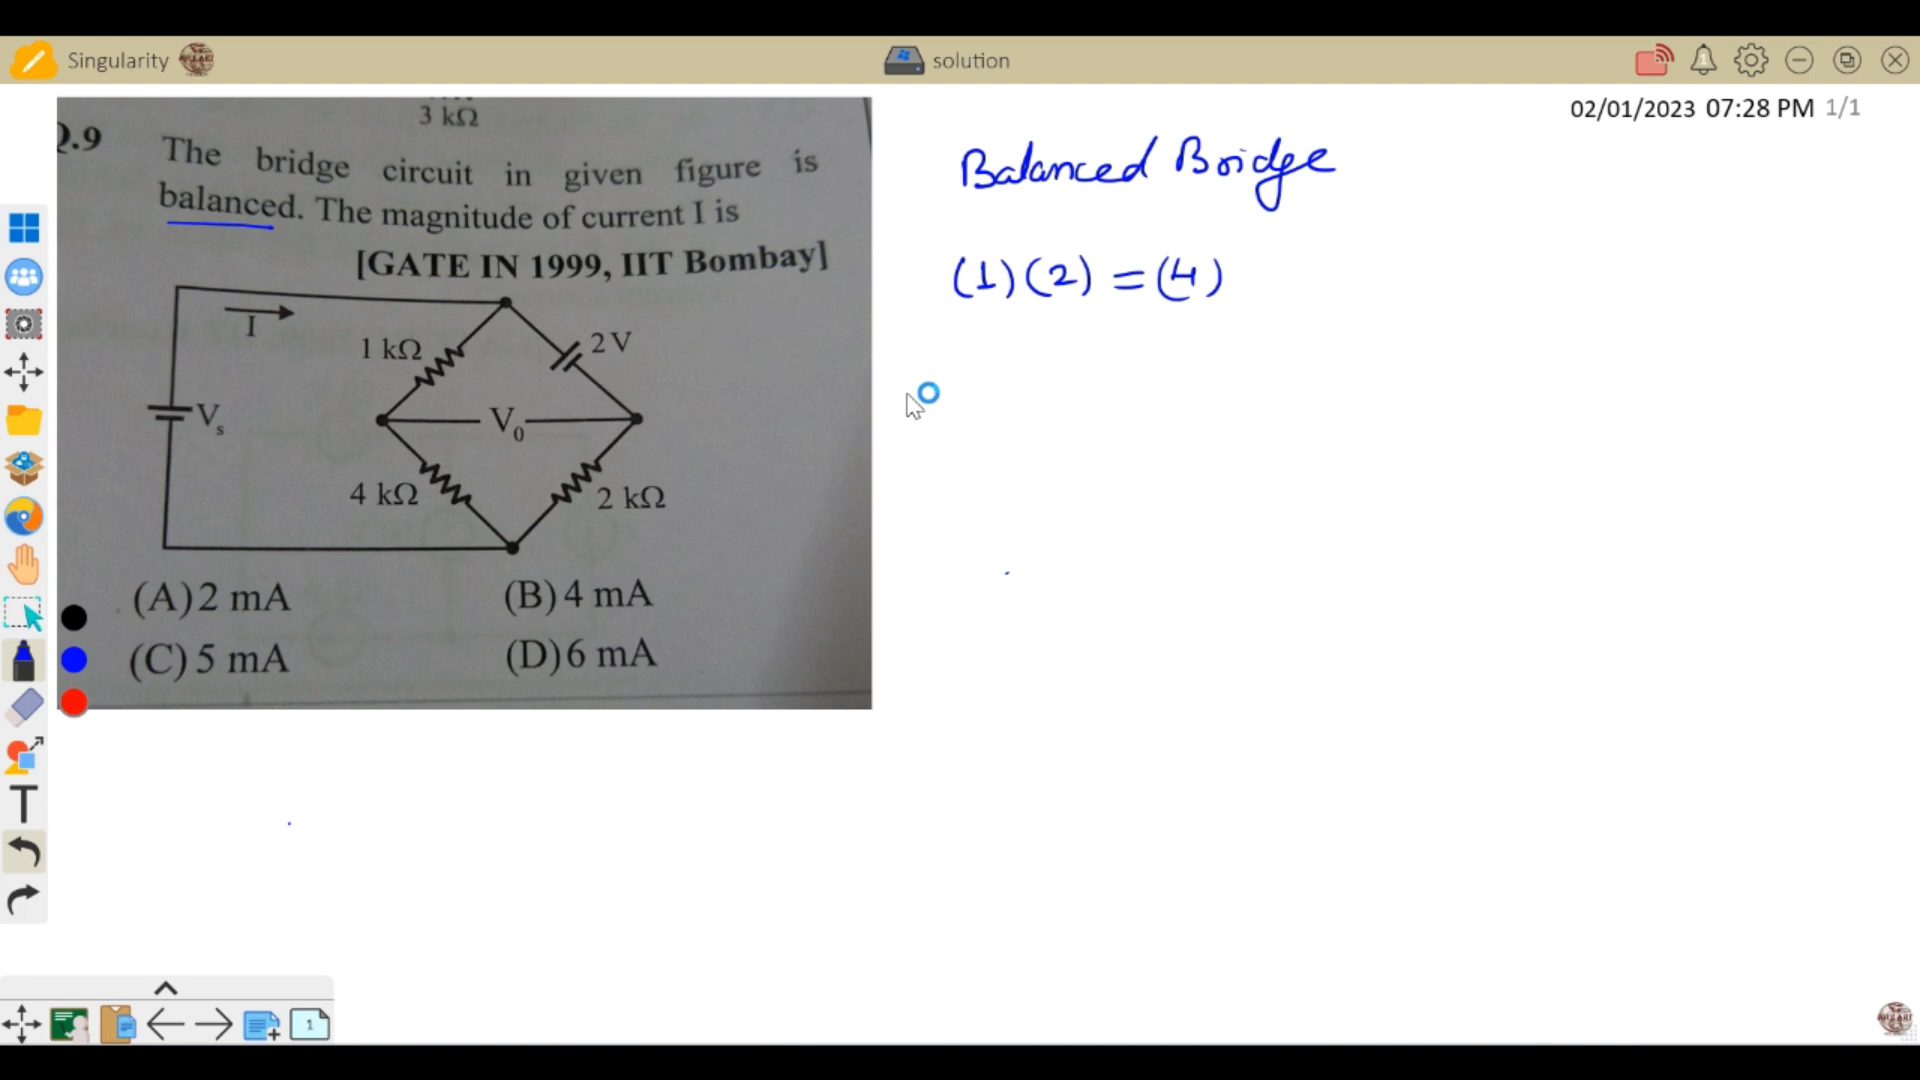 Singularity
solution
02/01/2023 07:28 PM 1/1
3 kΩ
Q.9 The bridge circuit in given figure is
balanced. The magnitude of current I is
[GATE IN 1999, IIT Bombay]
I
1 kΩ
2 V
Vs
V0
4 kΩ
2 kΩ
(A) 2 mA (B) 4 mA
(C) 5 mA (D) 6 mA
Balanced Bridge
(1)(2) = (4)
T
1